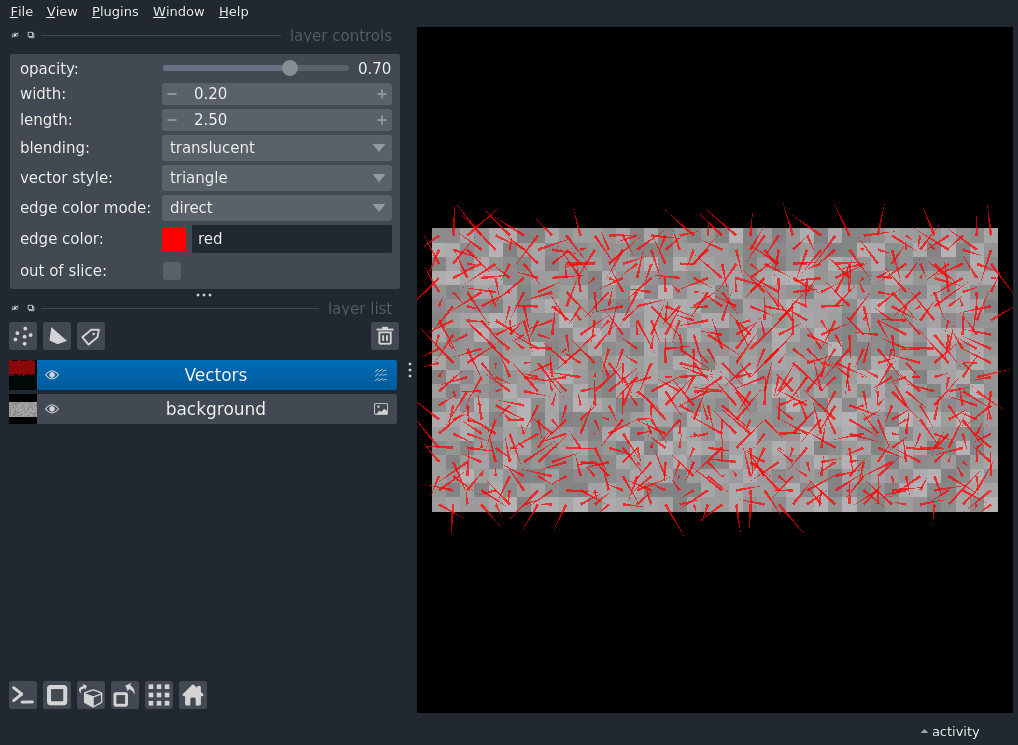 File View Plugins Window Help
layer controls
opacity: 0.70
width: − 0.20 +
length: − 2.50 +
blending: translucent
vector style: triangle
edge color mode: direct
edge color: red
out of slice:
layer list
Vectors
background
activity